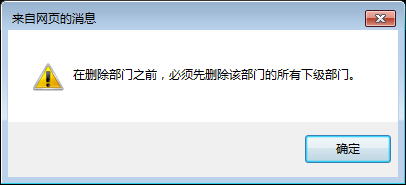 来自网页的消息
在删除部门之前，必须先删除该部门的所有下级部门。
确定